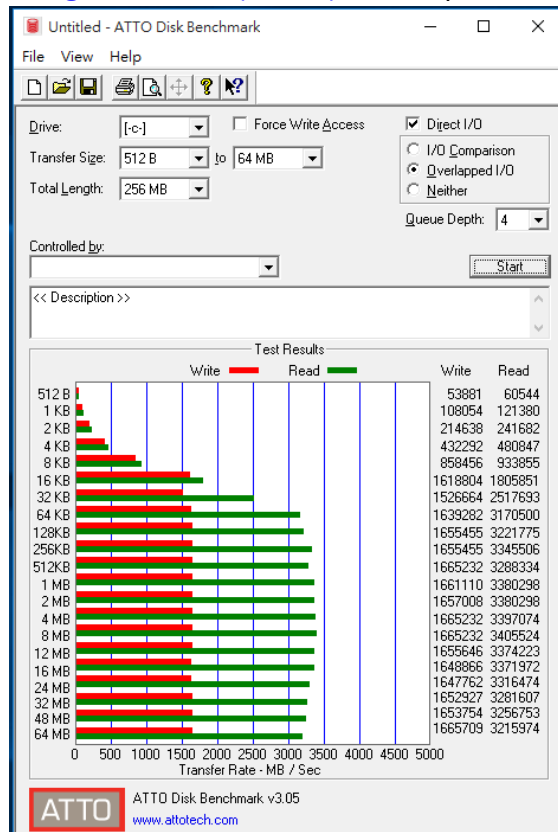 Untitled - ATTO Disk Benchmark
File View Help
Drive: [-c-] Force Write Access Direct I/O
Transfer Size: 512 B to 64 MB I/O Comparison
Overlapped I/O
Total Length: 256 MB Neither
Queue Depth: 4
Controlled by:
Start
<< Description >>
Test Results
Write Read Write Read
512 B 53881 60544
1 KB 108054 121380
2 KB 214638 241682
4 KB 432292 480847
8 KB 858456 933855
16 KB 1618804 1805851
32 KB 1526664 2517693
64 KB 1639282 3170500
128KB 1655455 3221775
256KB 1655455 3345506
512KB 1665232 3288334
1 MB 1661110 3380298
2 MB 1657008 3380298
4 MB 1665232 3397074
8 MB 1665232 3405524
12 MB 1655646 3374223
16 MB 1648866 3371972
24 MB 1647762 3316474
32 MB 1652927 3281607
48 MB 1653754 3256753
64 MB 1665709 3215974
0 500 1000 1500 2000 2500 3000 3500 4000 4500 5000
Transfer Rate - MB / Sec
ATTO ATTO Disk Benchmark v3.05
www.attotech.com